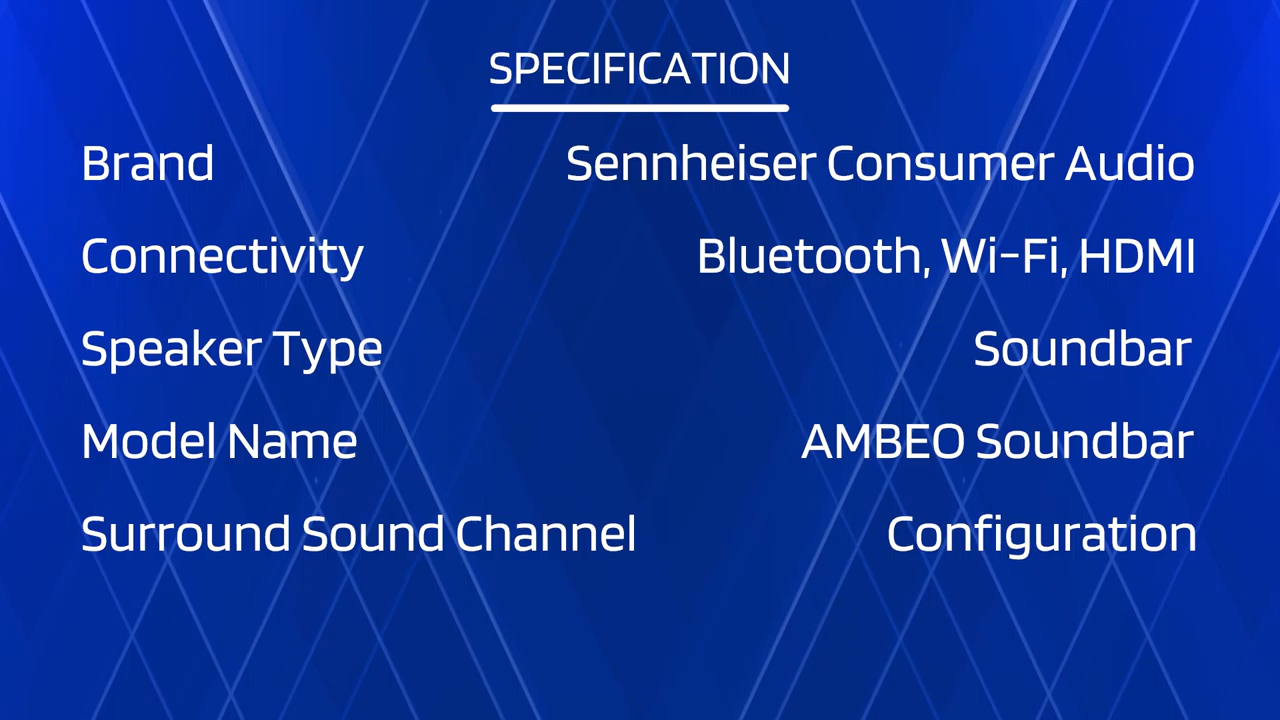 SPECIFICATION
Brand Sennheiser Consumer Audio
Connectivity Bluetooth, Wi-Fi, HDMI
Speaker Type Soundbar
Model Name AMBEO Soundbar
Surround Sound Channel Configuration